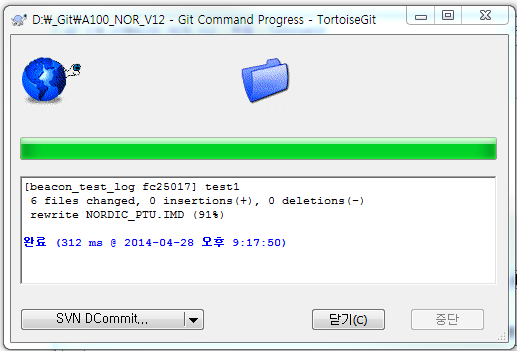 D:\_Git\A100_NOR_V12 - Git Command Progress - TortoiseGit
[beacon_test_log fc25017] test1
6 files changed, 0 insertions(+), 0 deletions(-)
rewrite NORDIC_PTU.IMD (91%)
완료 (312 ms @ 2014-04-28 오후 9:17:50)
SVN DCommit...
닫기(C)
중단